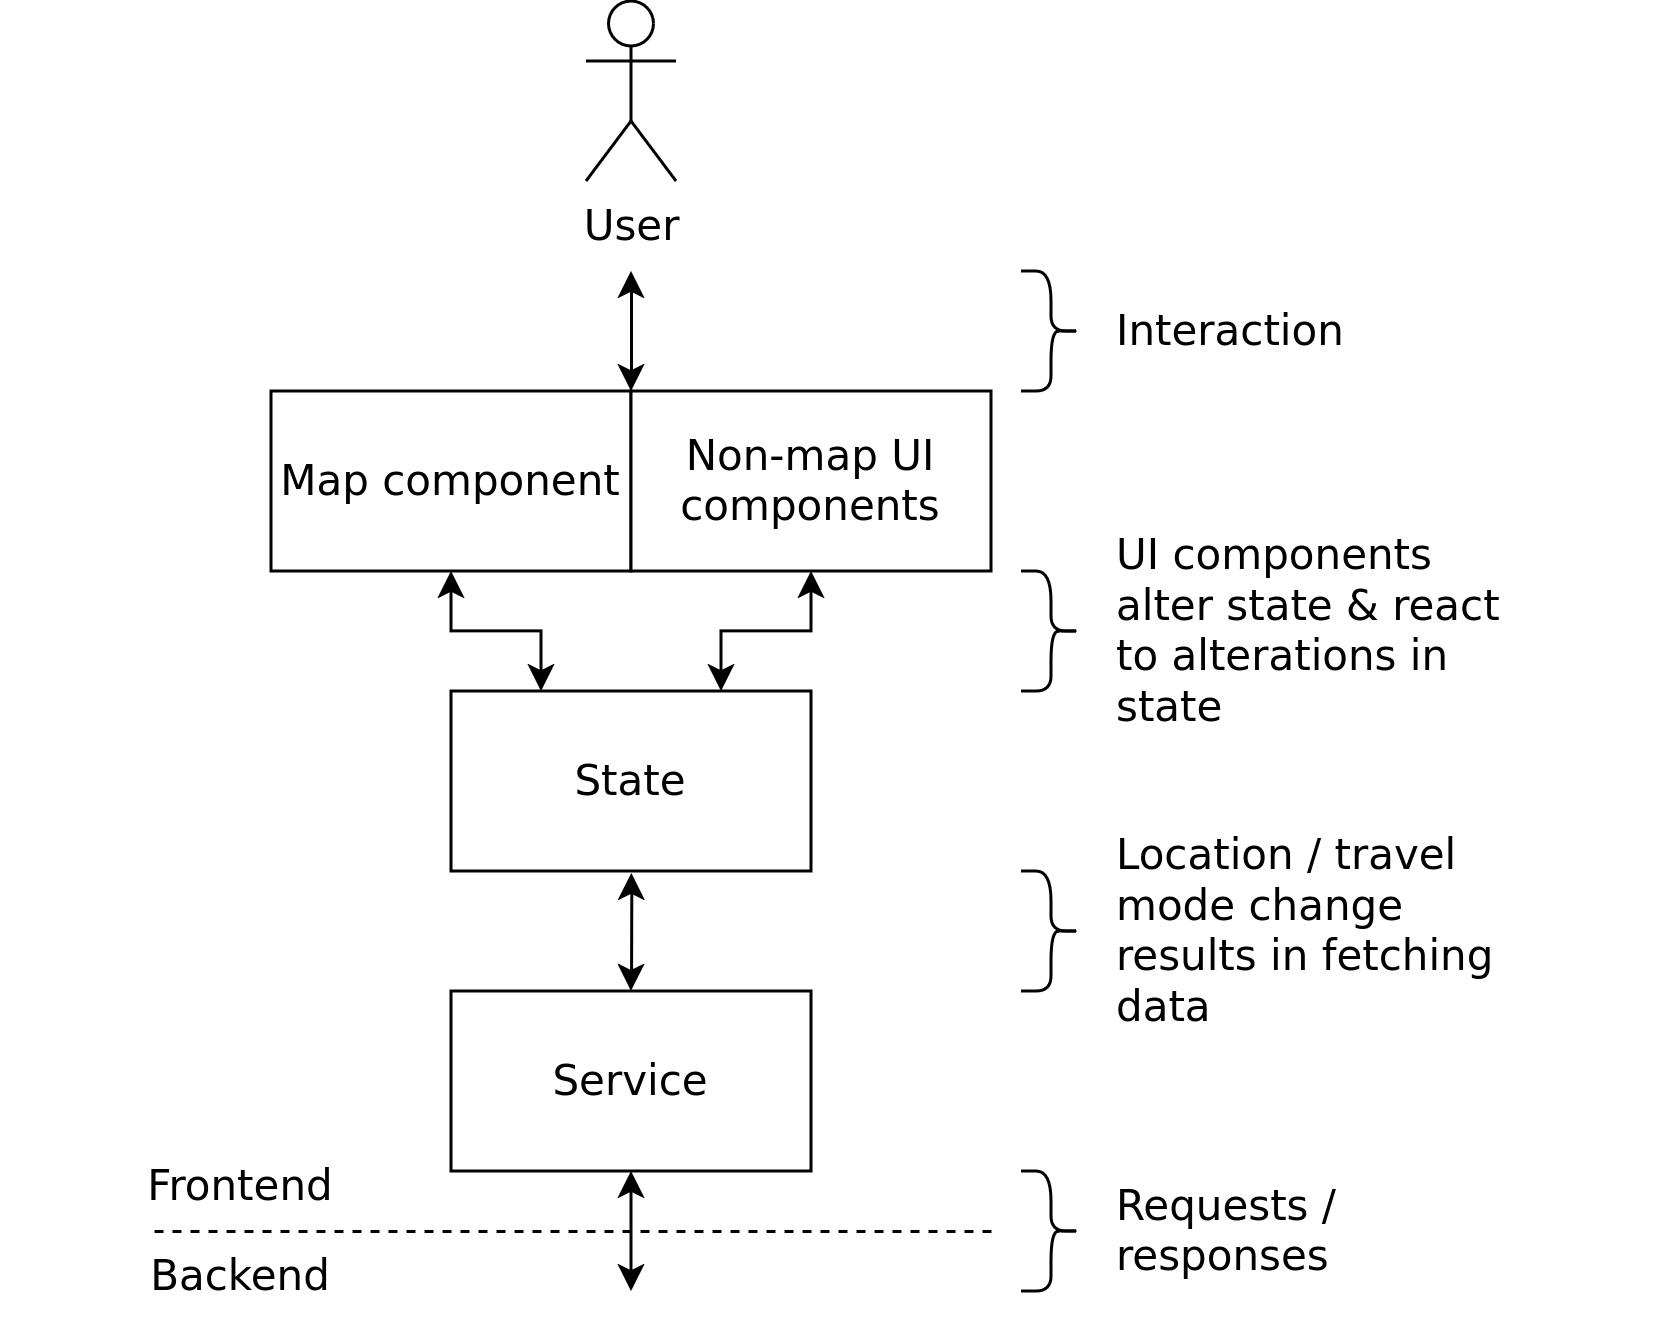 User
Interaction
Map component
Non-map UI
components
UI components
alter state & react
to alterations in
state
State
Location / travel
mode change
results in fetching
data
Service
Frontend
Backend
Requests /
responses